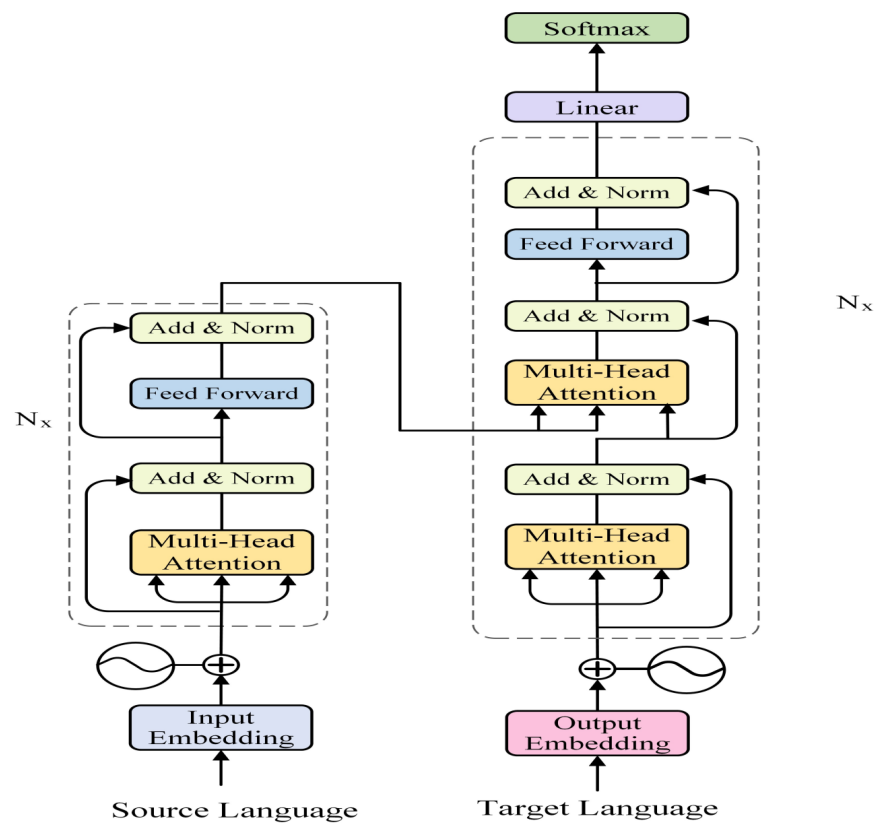 Softmax
Linear
Add & Norm
Feed Forward
Add & Norm
Multi-Head
Attention
Add & Norm
Multi-Head
Attention
Nₓ
Output
Embedding
Target Language
Add & Norm
Feed Forward
Nₓ
Add & Norm
Multi-Head
Attention
Input
Embedding
Source Language